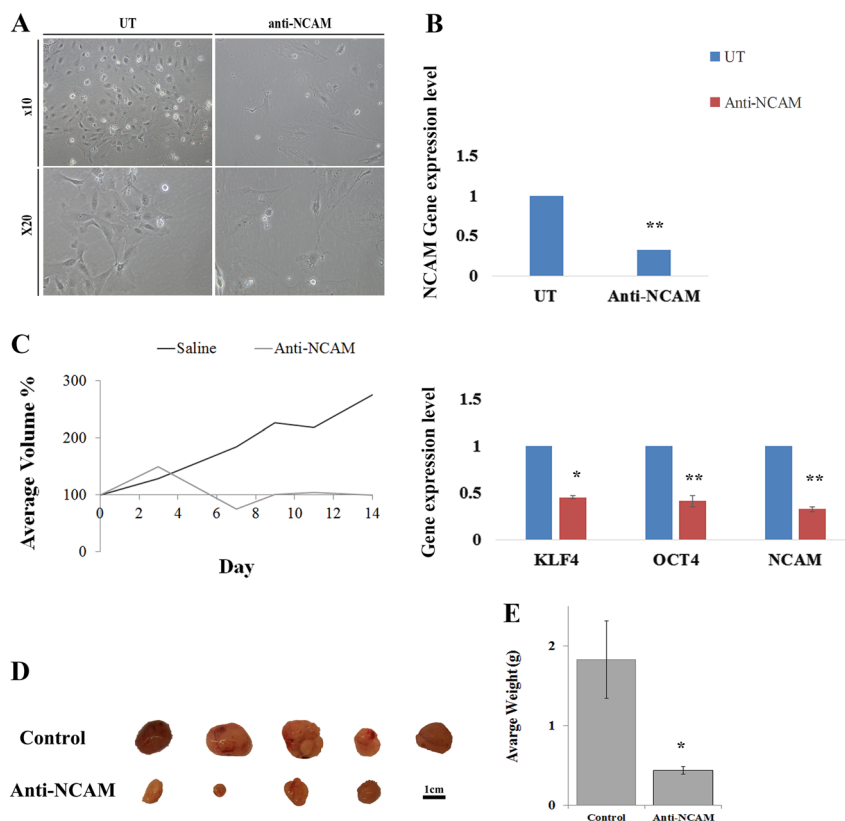 A
UT
anti-NCAM
x10
X20
B
UT
Anti-NCAM
NCAM Gene expression level
1.5
1
0.5
0
**
UT
Anti-NCAM
C
Saline
Anti-NCAM
Average Volume %
300
200
100
0
%
0 2 4 6 8 10 12 14
Day
Gene expression level
1.5
1
0.5
0
*
**
**
KLF4
OCT4
NCAM
D
Control
Anti-NCAM
1cm
E
Avarge Weight (g)
2
1
0
*
Control
Anti-NCAM